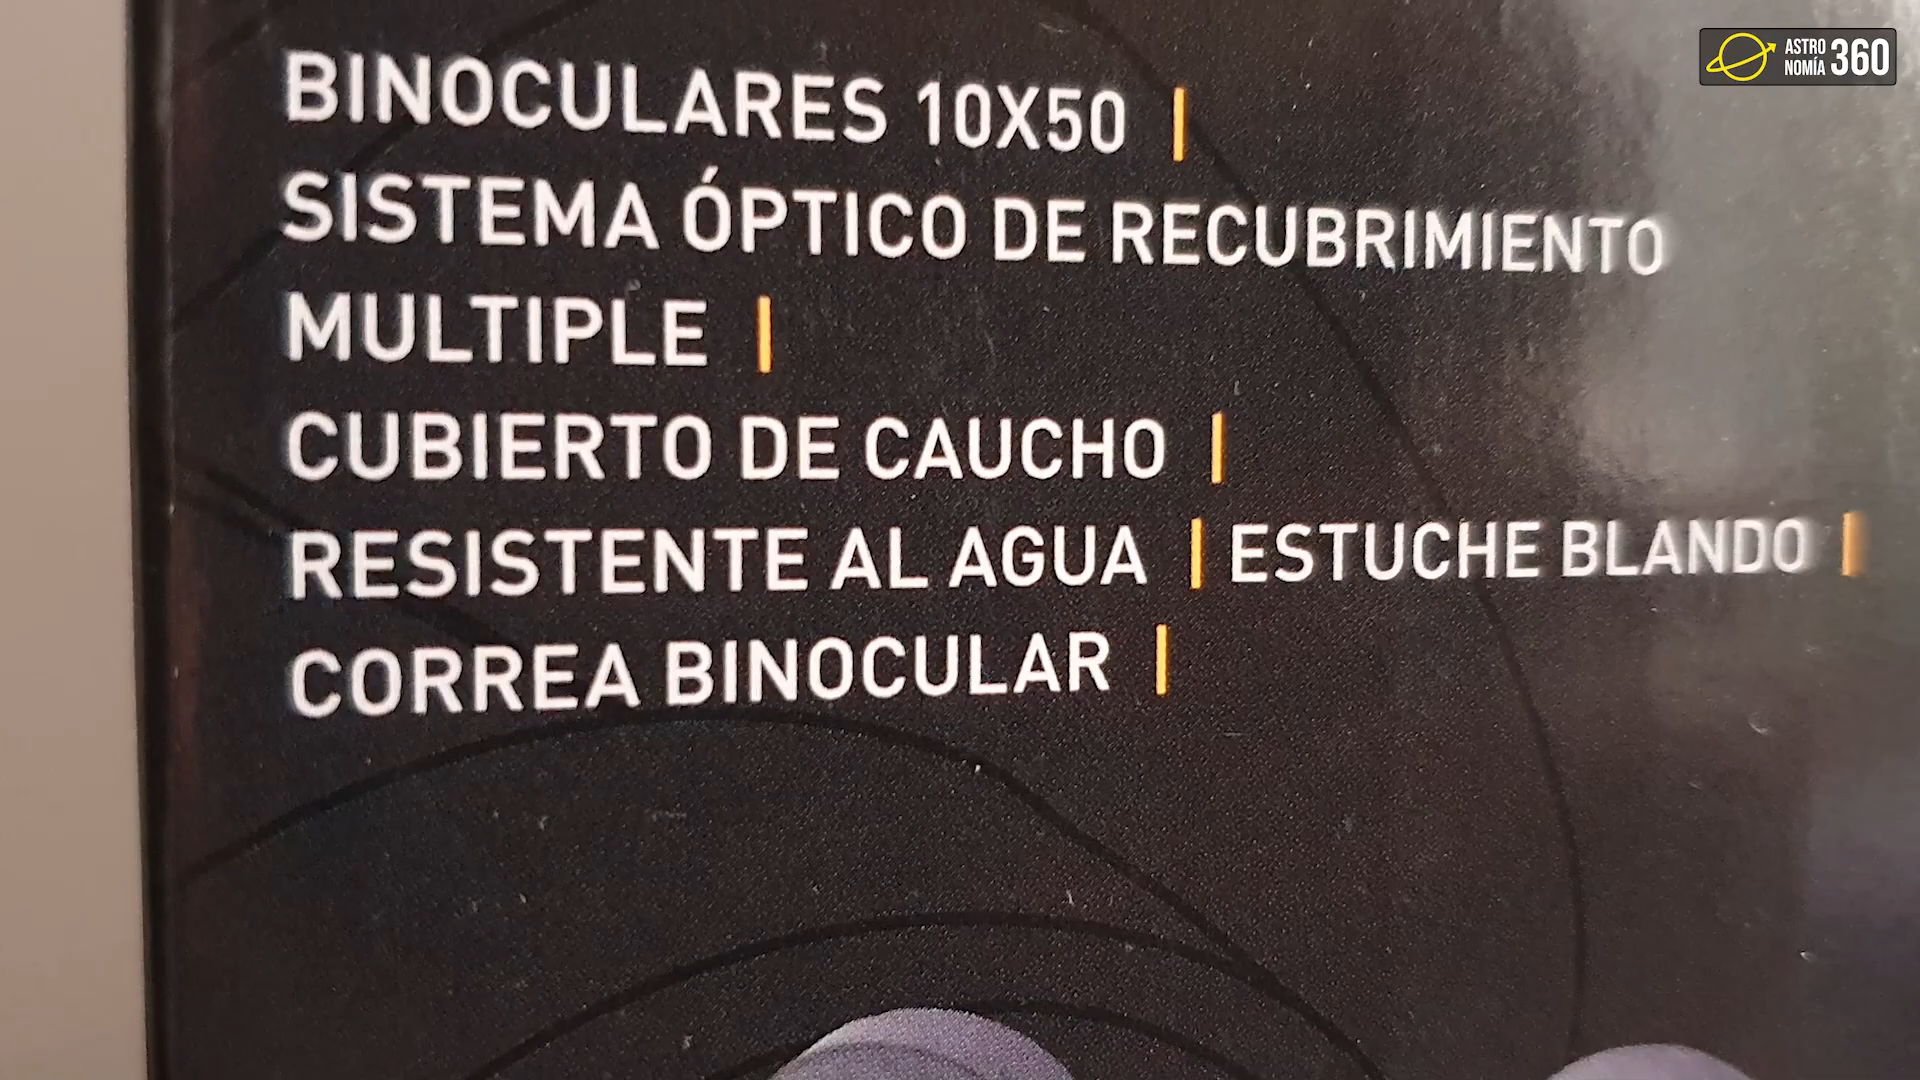 ASTRO
NOMÍA 360
BINOCULARES 10X50 |
SISTEMA ÓPTICO DE RECUBRIMIENTO
MULTIPLE |
CUBIERTO DE CAUCHO |
RESISTENTE AL AGUA | ESTUCHE BLANDO |
CORREA BINOCULAR |